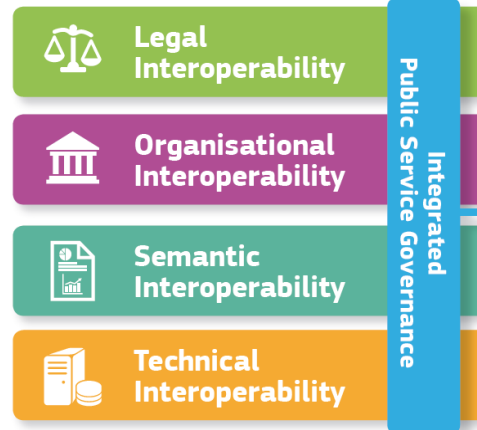 Legal
Interoperability
Organisational
Interoperability
Semantic
Interoperability
Technical
Interoperability
Integrated
Public Service Governance